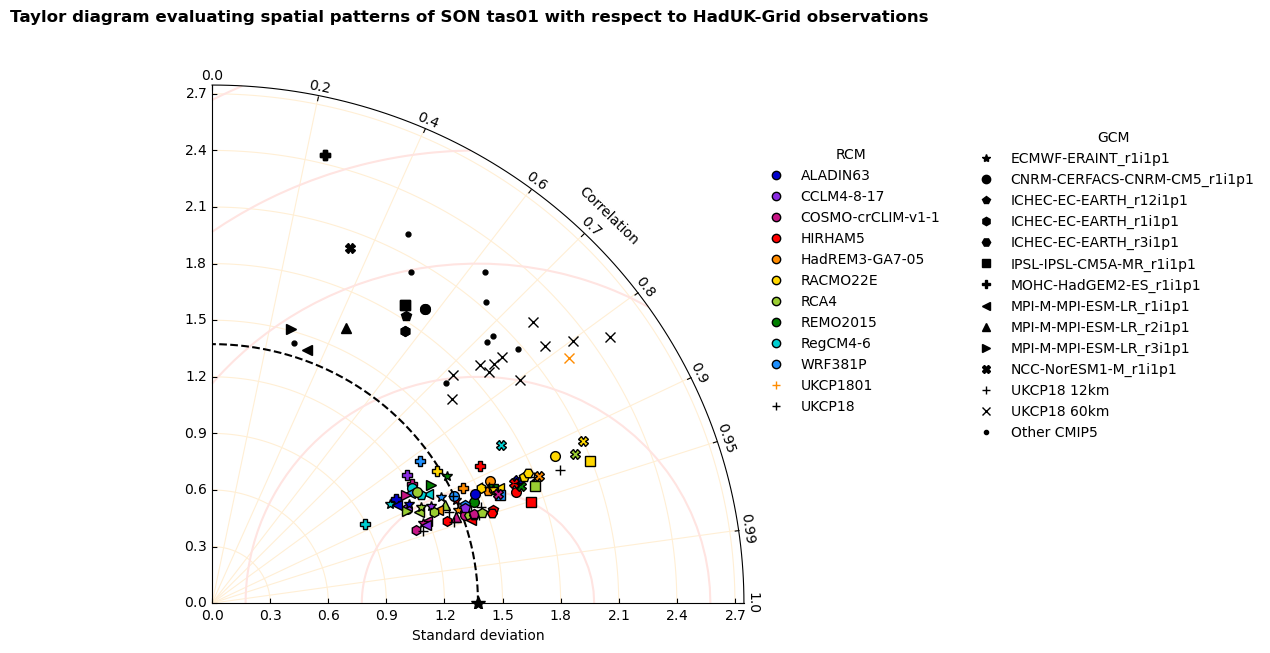 Taylor diagram evaluating spatial patterns of SON tas01 with respect to HadUK-Grid observations
0.0
0.2
0.4
0.6
Correlation
0.7
0.8
0.9
0.95
0.99
1.0
2.7
2.4
2.1
1.8
1.5
1.2
0.9
0.6
0.3
0.0
0.0 0.3 0.6 0.9 1.2 1.5 1.8 2.1 2.4 2.7
Standard deviation
RCM
ALADIN63
CCLM4-8-17
COSMO-crCLIM-v1-1
HIRHAM5
HadREM3-GA7-05
RACMO22E
RCA4
REMO2015
RegCM4-6
WRF381P
UKCP1801
UKCP18
GCM
ECMWF-ERAINT_r1i1p1
CNRM-CERFACS-CNRM-CM5_r1i1p1
ICHEC-EC-EARTH_r12i1p1
ICHEC-EC-EARTH_r1i1p1
ICHEC-EC-EARTH_r3i1p1
IPSL-IPSL-CM5A-MR_r1i1p1
MOHC-HadGEM2-ES_r1i1p1
MPI-M-MPI-ESM-LR_r1i1p1
MPI-M-MPI-ESM-LR_r2i1p1
MPI-M-MPI-ESM-LR_r3i1p1
NCC-NorESM1-M_r1i1p1
UKCP18 12km
UKCP18 60km
Other CMIP5